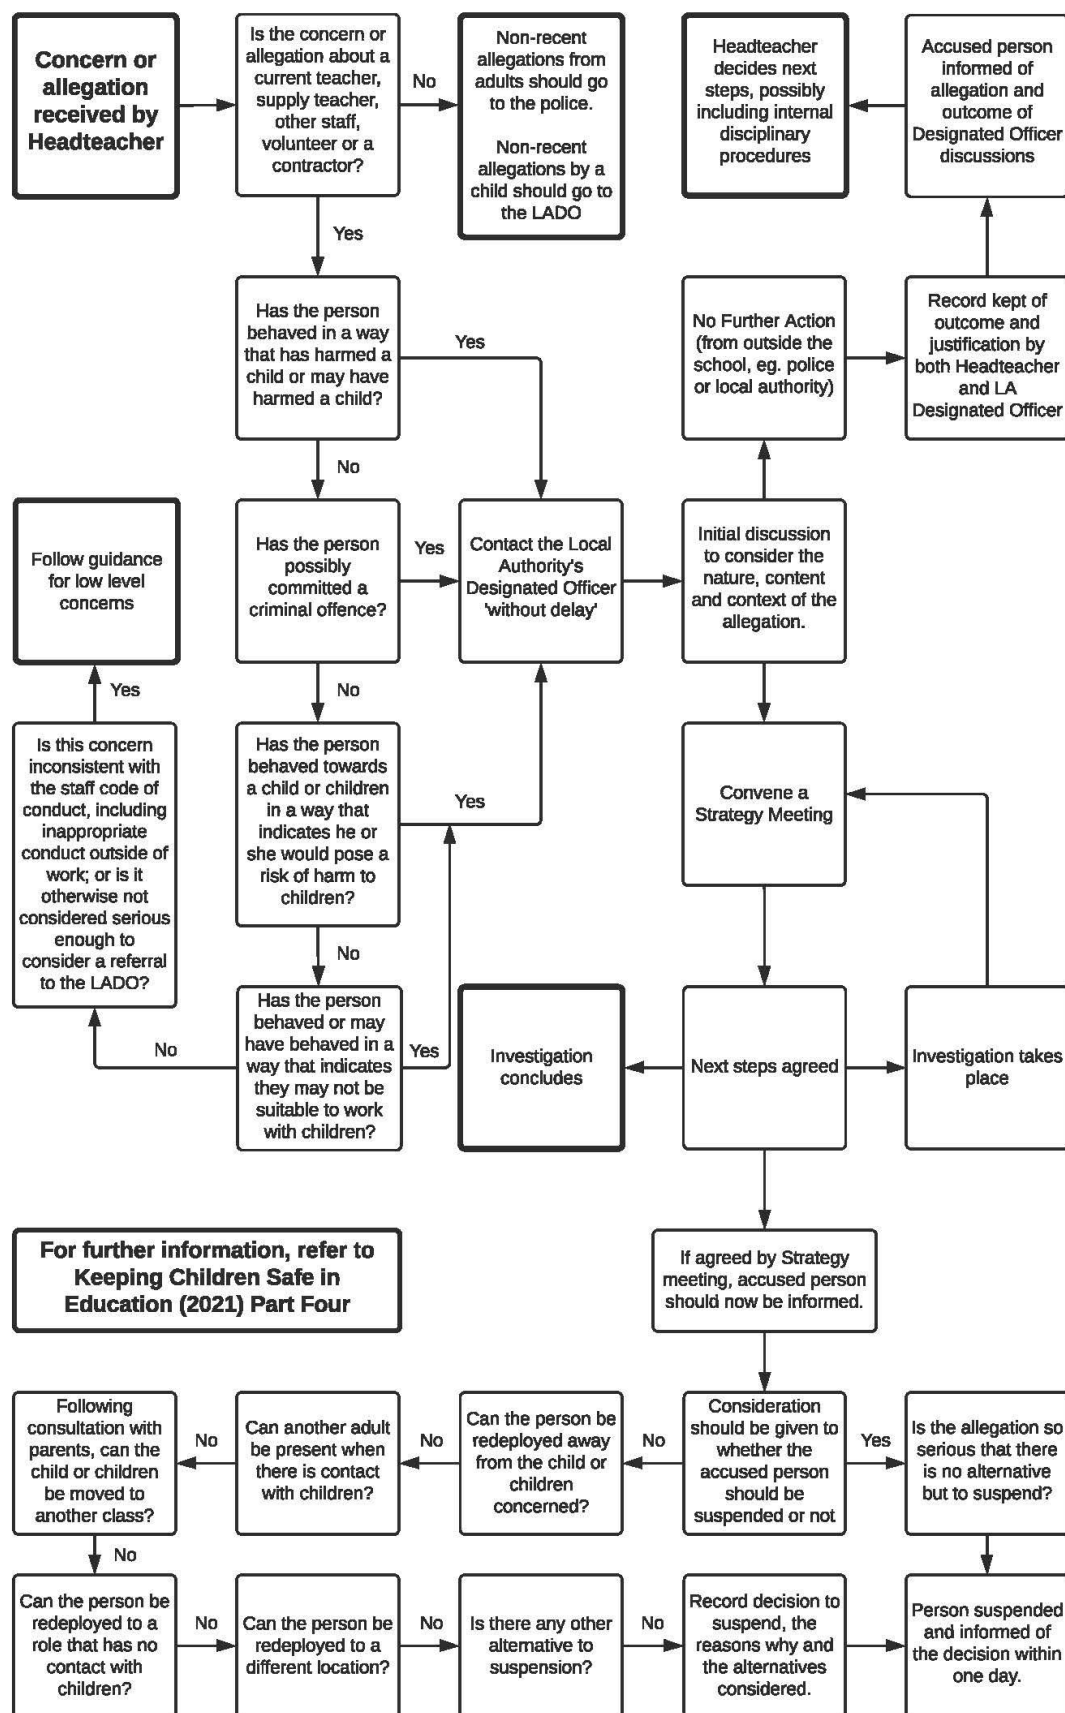 Concern or
allegation
received by
Headteacher
Is the concern or
allegation about a
current teacher,
supply teacher,
other staff,
volunteer or a
contractor?
No
Non-recent
allegations from
adults should go
to the police.
Non-recent
allegations by a
child should go to
the LADO
Headteacher
decides next
steps, possibly
including internal
disciplinary
procedures
Accused person
informed of
allegation and
outcome of
Designated Officer
discussions
Yes
Has the person
behaved in a way
that has harmed a
child or may have
harmed a child?
Yes
No Further Action
(from outside the
school, eg. police
or local authority)
Record kept of
outcome and
justification by
both Headteacher
and LA
Designated Officer
No
Follow guidance
for low level
concerns
Has the person
possibly
committed a
criminal offence?
Yes
Contact the Local
Authority's
Designated Officer
'without delay'
Initial discussion
to consider the
nature, content
and context of the
allegation.
Yes
No
Is this concern
inconsistent with
the staff code of
conduct, including
inappropriate
conduct outside of
work; or is it
otherwise not
considered serious
enough to
consider a referral
to the LADO?
Has the person
behaved towards
a child or children
in a way that
indicates he or
she would pose a
risk of harm to
children?
Yes
Convene a
Strategy Meeting
No
No
Has the person
behaved or may
have behaved in a
way that indicates
they may not be
suitable to work
with children?
Yes
Investigation
concludes
Next steps agreed
Investigation takes
place
For further information, refer to
Keeping Children Safe in
Education (2021) Part Four
If agreed by Strategy
meeting, accused person
should now be informed.
Following
consultation with
parents, can the
child or children
be moved to
another class?
No
Can another adult
be present when
there is contact
with children?
No
Can the person be
redeployed away
from the child or
children
concerned?
No
Consideration
should be given to
whether the
accused person
should be
suspended or not
Yes
Is the allegation so
serious that there
is no alternative
but to suspend?
No
Can the person be
redeployed to a
role that has no
contact with
children?
No
Can the person be
redeployed to a
different location?
No
Is there any other
alternative to
suspension?
No
Record decision to
suspend, the
reasons why and
the alternatives
considered.
Person suspended
and informed of
the decision within
one day.